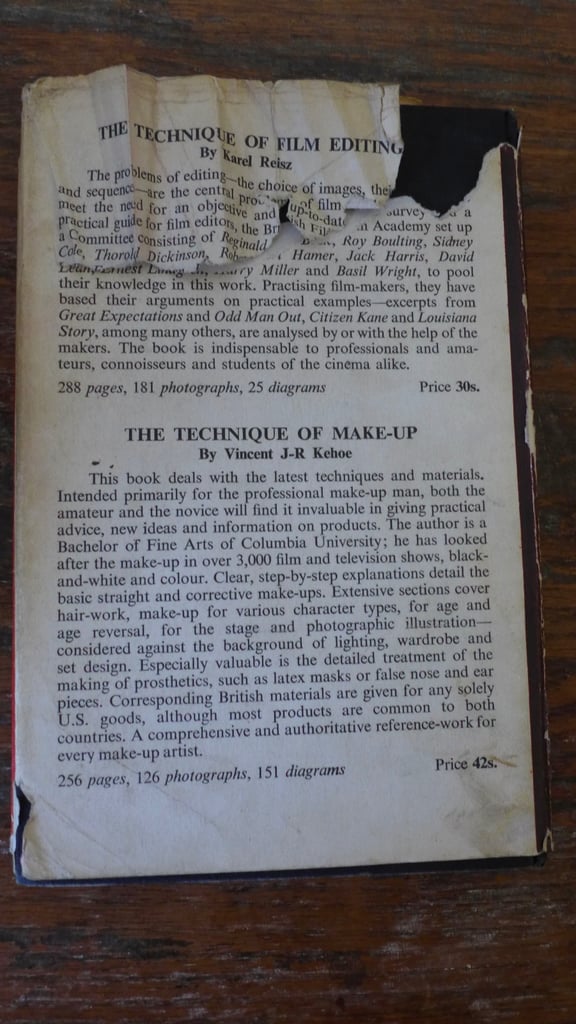 THE TECHNIQUE OF FILM EDITING
By Karel Reisz
The problems of editing—the choice of images, their
and sequence—are the central of film
meet the need for an objective and up-to-date survey a
practical guide for film editors, the Academy set up
a Committee consisting of Reginald Roy Boulting, Sidney
Cole, Thorold Dickinson, Hamer, Jack Harris, David
Harry Miller and Basil Wright, to pool
their knowledge in this work. Practising film-makers, they have
based their arguments on practical examples—excerpts from
Great Expectations and Odd Man Out, Citizen Kane and Louisiana
Story, among many others, are analysed by or with the help of the
makers. The book is indispensable to professionals and ama-
teurs, connoisseurs and students of the cinema alike.
288 pages, 181 photographs, 25 diagrams Price 30s.
THE TECHNIQUE OF MAKE-UP
By Vincent J-R Kehoe
This book deals with the latest techniques and materials.
Intended primarily for the professional make-up man, both the
amateur and the novice will find it invaluable in giving practical
advice, new ideas and information on products. The author is a
Bachelor of Fine Arts of Columbia University; he has looked
after the make-up in over 3,000 film and television shows, black-
and-white and colour. Clear, step-by-step explanations detail the
basic straight and corrective make-ups. Extensive sections cover
hair-work, make-up for various character types, for age and
age reversal, for the stage and photographic illustration—
considered against the background of lighting, wardrobe and
set design. Especially valuable is the detailed treatment of the
making of prosthetics, such as latex masks or false nose and ear
pieces. Corresponding British materials are given for any solely
U.S. goods, although most products are common to both
countries. A comprehensive and authoritative reference-work for
every make-up artist.
256 pages, 126 photographs, 151 diagrams Price 42s.